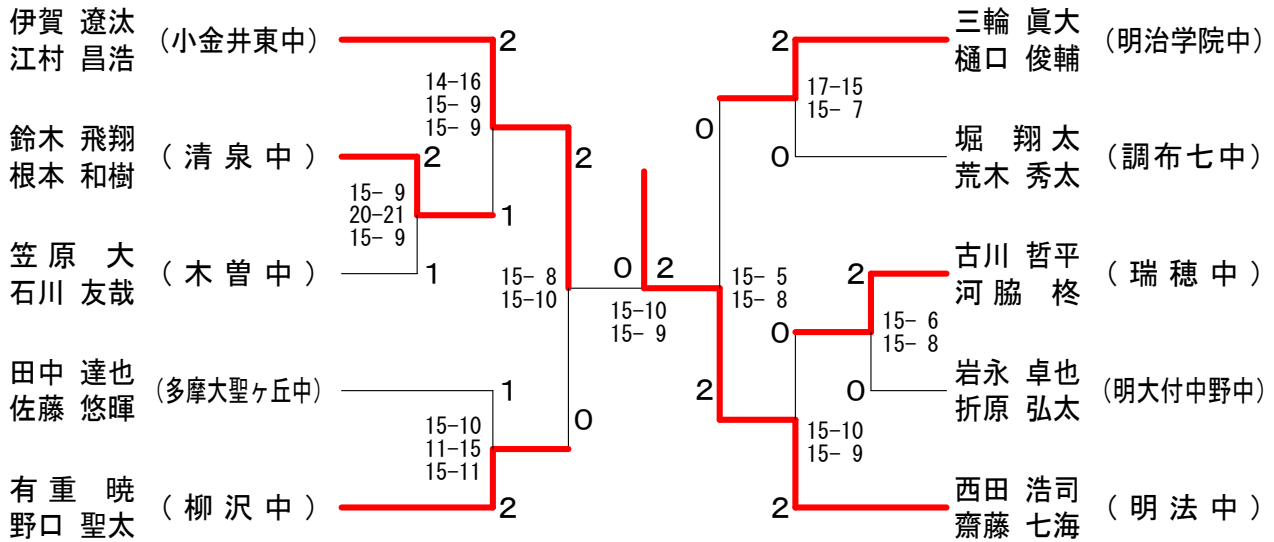 伊賀 遼汰
江村 昌浩
(小金井東中)
2
14-16
15- 9
15- 9
鈴木 飛翔
根本 和樹
(清泉中)
2
15- 9
20-21
15- 9
1
笠原 大
石川 友哉
(木曽中)
1
2
15- 8
15-10
田中 達也
佐藤 悠暉
(多摩大聖ヶ丘中)
1
15-10
11-15
15-11
0
有重 暁
野口 聖太
(柳沢中)
2
0 2
15-10
15- 9
三輪 眞大
樋口 俊輔
(明治学院中)
2
17-15
15- 7
0
堀 翔太
荒木 秀太
(調布七中)
0
15- 5
15- 8
古川 哲平
河脇 柊
(瑞穂中)
2
15- 6
15- 8
0
岩永 卓也
折原 弘太
(明大付中野中)
0
2
15-10
15- 9
西田 浩司
齋藤 七海
(明法中)
2